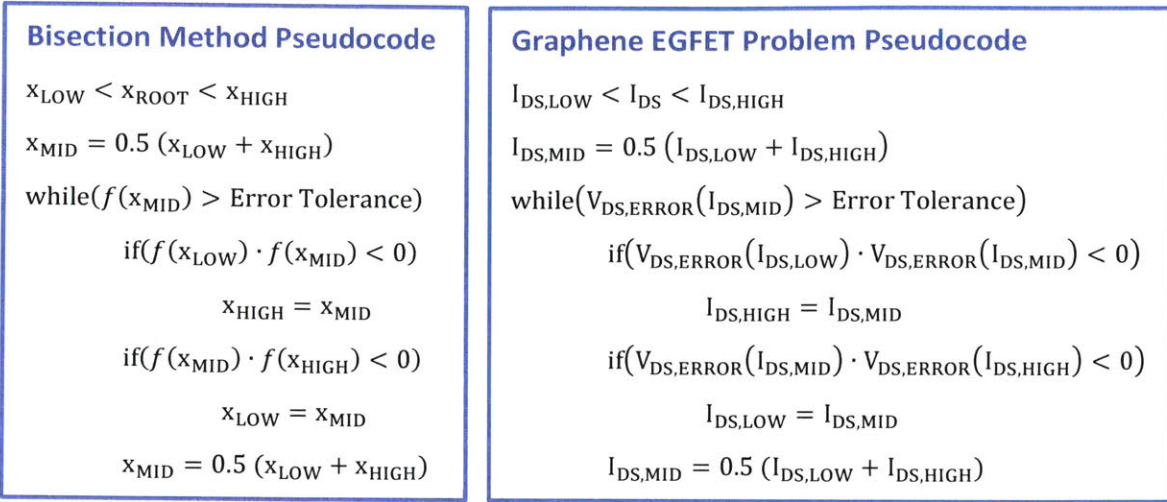 Bisection Method Pseudocode
x_LOW < x_ROOT < x_HIGH
x_MID = 0.5 (x_LOW + x_HIGH)
while(f(x_MID) > Error Tolerance)
if(f(x_LOW) · f(x_MID) < 0)
x_HIGH = x_MID
if(f(x_MID) · f(x_HIGH) < 0)
x_LOW = x_MID
x_MID = 0.5 (x_LOW + x_HIGH)
Graphene EGFET Problem Pseudocode
I_DS,LOW < I_DS < I_DS,HIGH
I_DS,MID = 0.5 (I_DS,LOW + I_DS,HIGH)
while(V_DS,ERROR(I_DS,MID) > Error Tolerance)
if(V_DS,ERROR(I_DS,LOW) · V_DS,ERROR(I_DS,MID) < 0)
I_DS,HIGH = I_DS,MID
if(V_DS,ERROR(I_DS,MID) · V_DS,ERROR(I_DS,HIGH) < 0)
I_DS,LOW = I_DS,MID
I_DS,MID = 0.5 (I_DS,LOW + I_DS,HIGH)